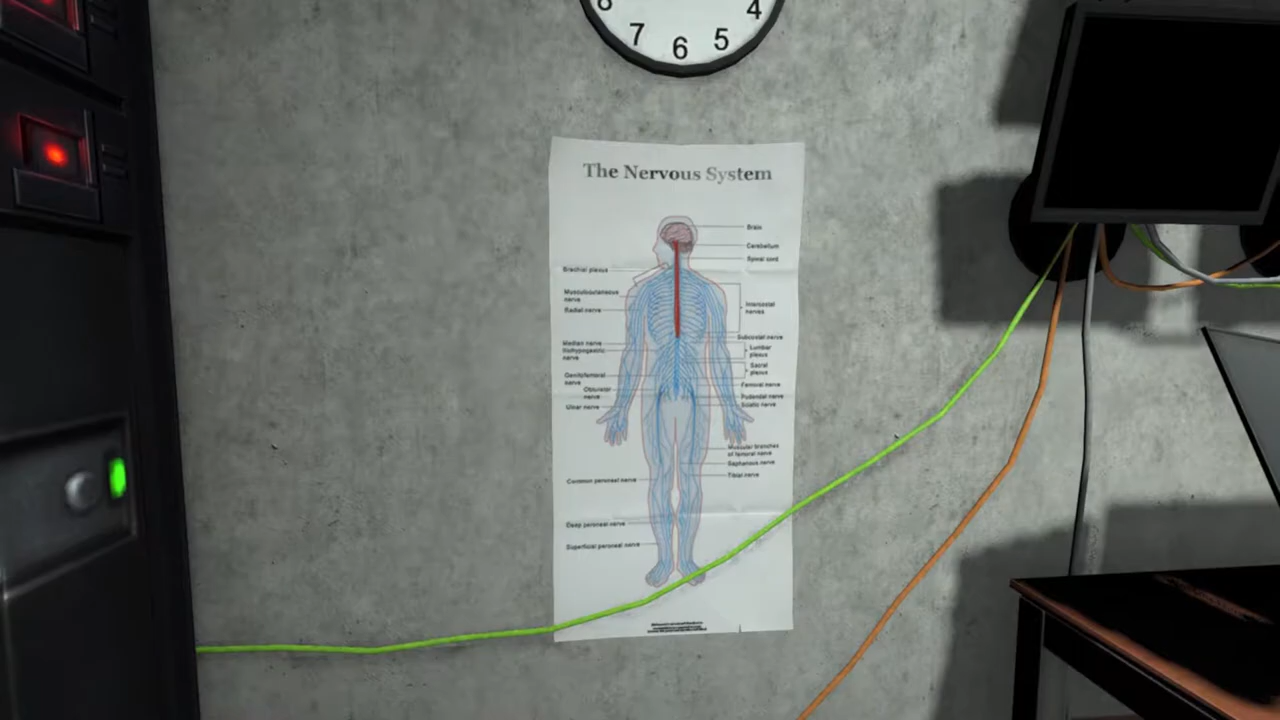 8
4
7
5
6
The Nervous System
Brain
Cerebellum
Spinal cord
Brachial plexus
Musculocutaneous
nerve
Radial nerve
Intercostal
nerves
Subcostal nerve
Median nerve
Iliohypogastric
nerve
Lumbar
plexus
Sacral
plexus
Genitofemoral
nerve
Femoral nerve
Obturator
nerve
Pudendal nerve
Sciatic nerve
Ulnar nerve
Muscular branches
of femoral nerve
Saphenous nerve
Tibial nerve
Common peroneal nerve
Deep peroneal nerve
Superficial peroneal nerve